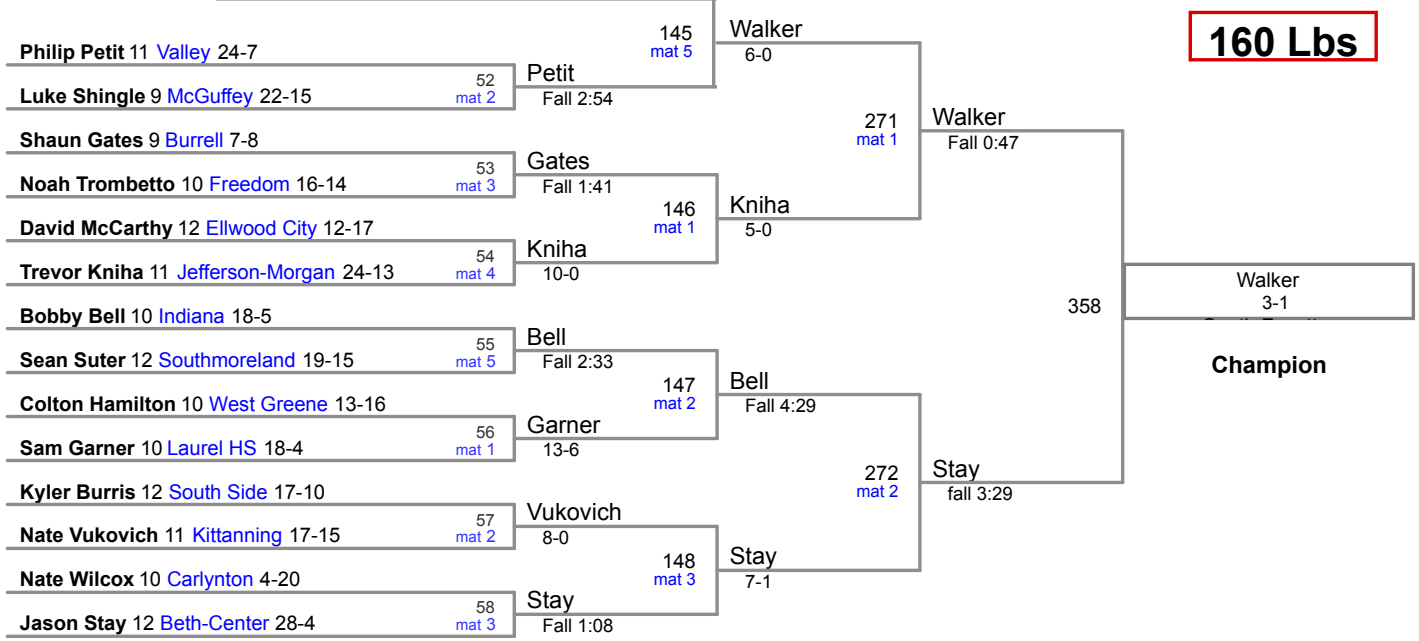 160 Lbs
Philip Petit 11 Valley 24-7
Luke Shingle 9 McGuffey 22-15
Shaun Gates 9 Burrell 7-8
Noah Trombetto 10 Freedom 16-14
David McCarthy 12 Ellwood City 12-17
Trevor Kniha 11 Jefferson-Morgan 24-13
Bobby Bell 10 Indiana 18-5
Sean Suter 12 Southmoreland 19-15
Colton Hamilton 10 West Greene 13-16
Sam Garner 10 Laurel HS 18-4
Kyler Burris 12 South Side 17-10
Nate Vukovich 11 Kittanning 17-15
Nate Wilcox 10 Carlynton 4-20
Jason Stay 12 Beth-Center 28-4
52
mat 2
53
mat 3
54
mat 4
55
mat 5
56
mat 1
57
mat 2
58
mat 3
Petit
Fall 2:54
Gates
Fall 1:41
Kniha
10-0
Bell
Fall 2:33
Garner
13-6
Vukovich
8-0
Stay
Fall 1:08
145
mat 5
146
mat 1
147
mat 2
148
mat 3
Walker
6-0
Kniha
5-0
Bell
Fall 4:29
Stay
7-1
271
mat 1
272
mat 2
Walker
Fall 0:47
Stay
fall 3:29
358
Walker
3-1
Champion